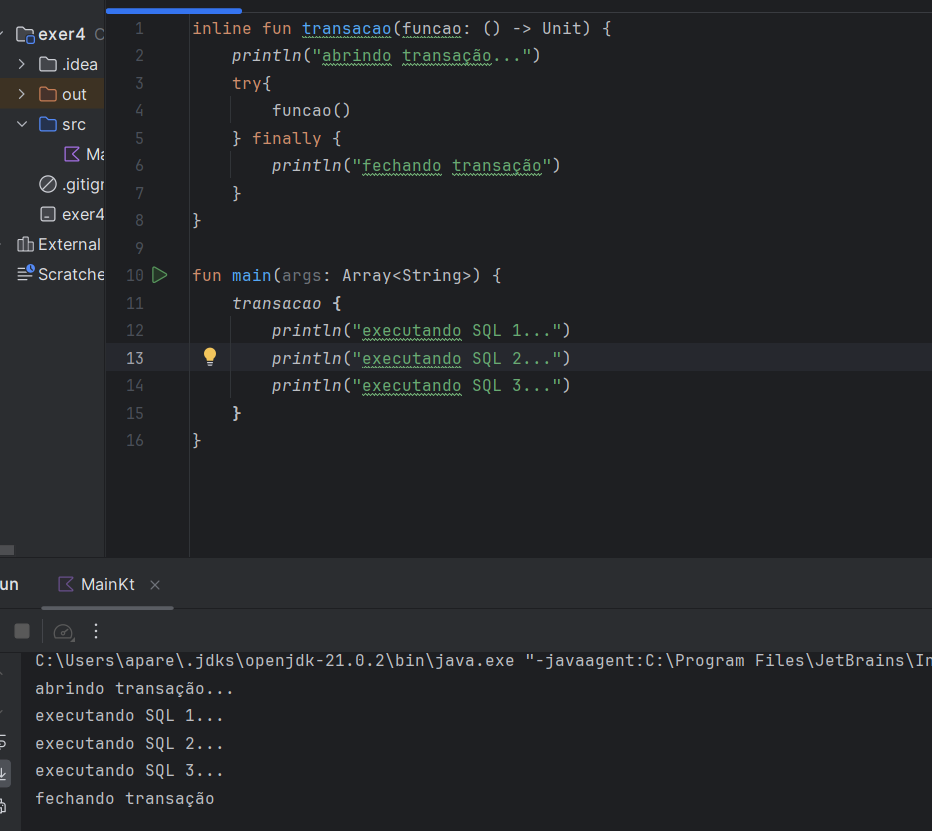 exer4
.idea
out
src
Ma
.gitigr
exer4
External
Scratche
1 inline fun transacao(funcao: () -> Unit) {
2 println("abrindo transação...")
3 try{
4 funcao()
5 } finally {
6 println("fechando transação")
7 }
8 }
9
10 fun main(args: Array<String>) {
11 transacao {
12 println("executando SQL 1...")
13 println("executando SQL 2...")
14 println("executando SQL 3...")
15 }
16 }
un MainKt
C:\Users\apare\.jdks\openjdk-21.0.2\bin\java.exe "-javaagent:C:\Program Files\JetBrains\In
abrindo transação...
executando SQL 1...
executando SQL 2...
executando SQL 3...
fechando transação